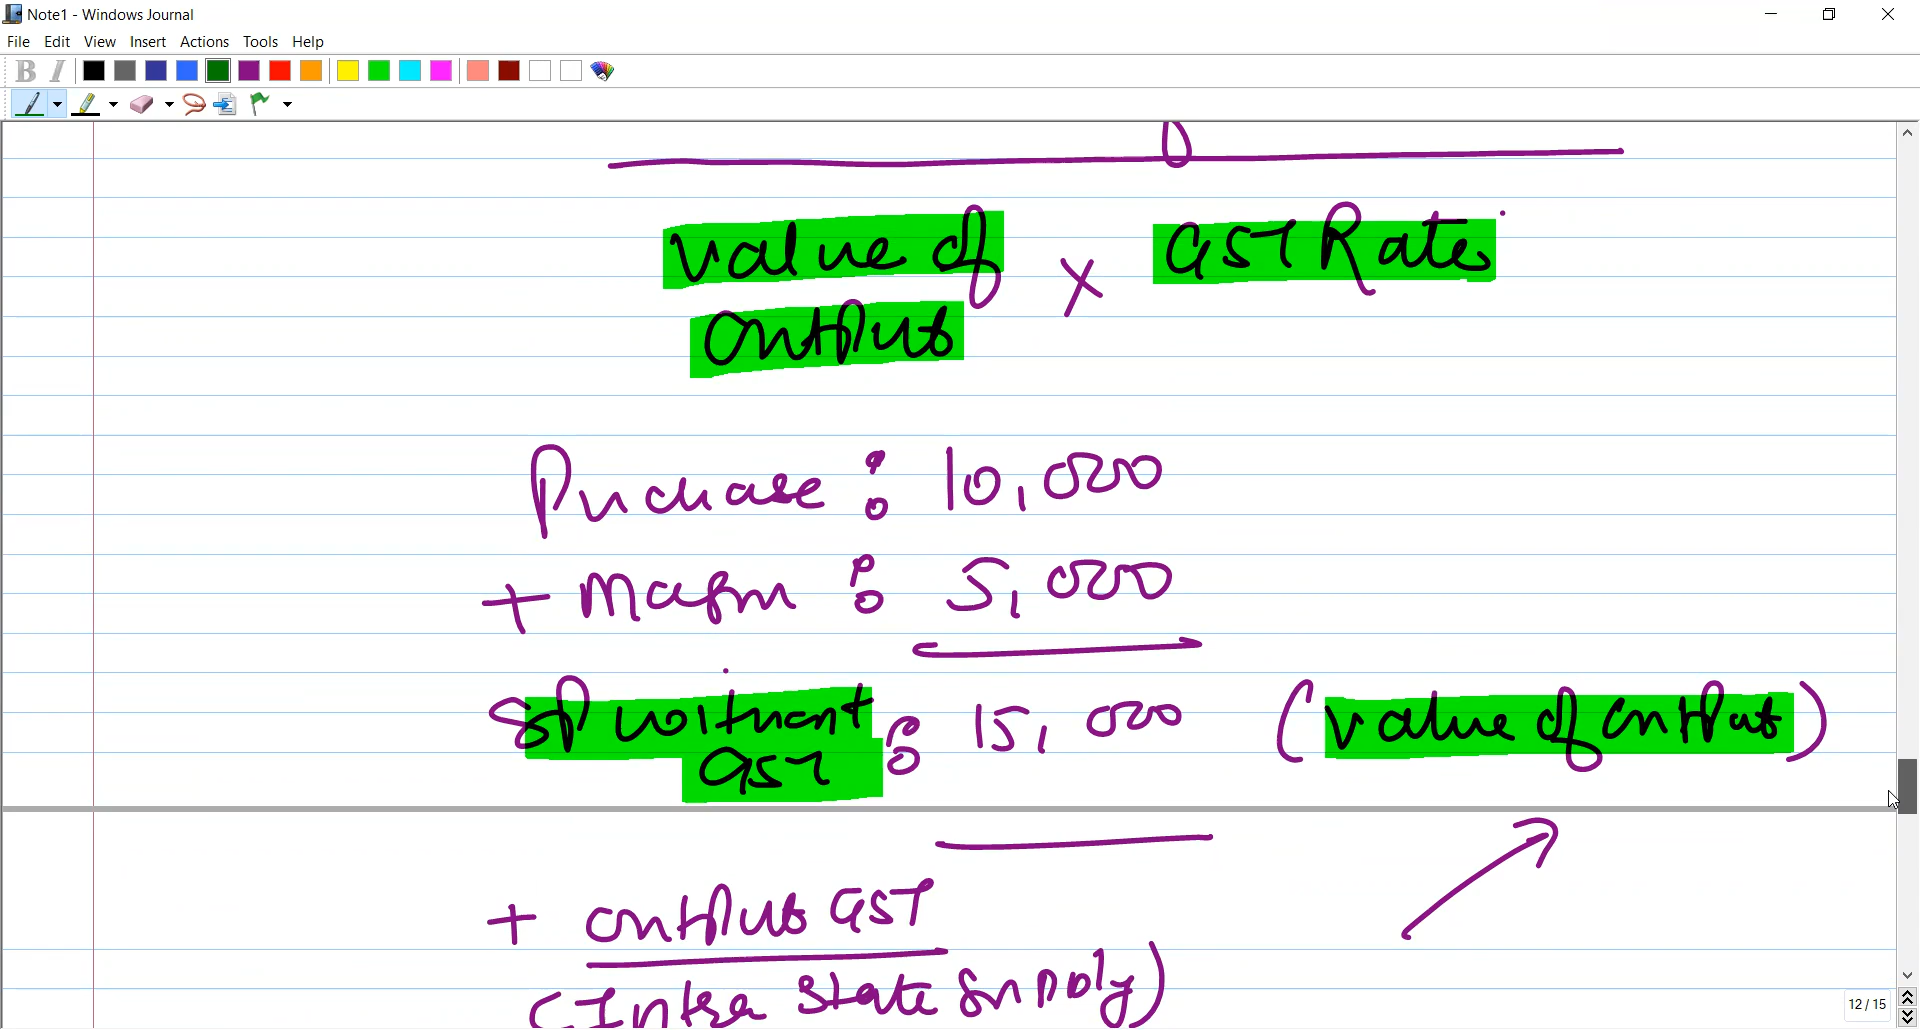 Note1 - Windows Journal
File Edit View Insert Actions Tools Help
B I
Value of × GST Rates
Output
Purchase : 10,000
+ Margin : 5,000
SP without : 15,000 (Value of output)
GST
+ Output GST
(Intra State Supply)
12 / 15